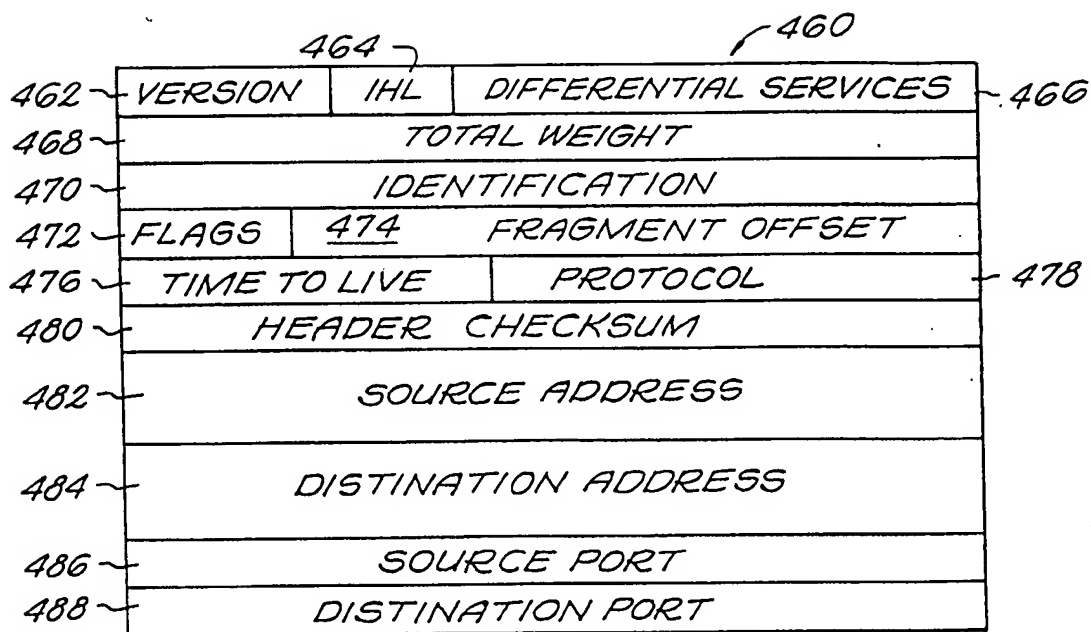 464 460
462 VERSION IHL DIFFERENTIAL SERVICES 466
468 TOTAL WEIGHT
470 IDENTIFICATION
472 FLAGS 474 FRAGMENT OFFSET
476 TIME TO LIVE PROTOCOL 478
480 HEADER CHECKSUM
482 SOURCE ADDRESS
484 DISTINATION ADDRESS
486 SOURCE PORT
488 DISTINATION PORT